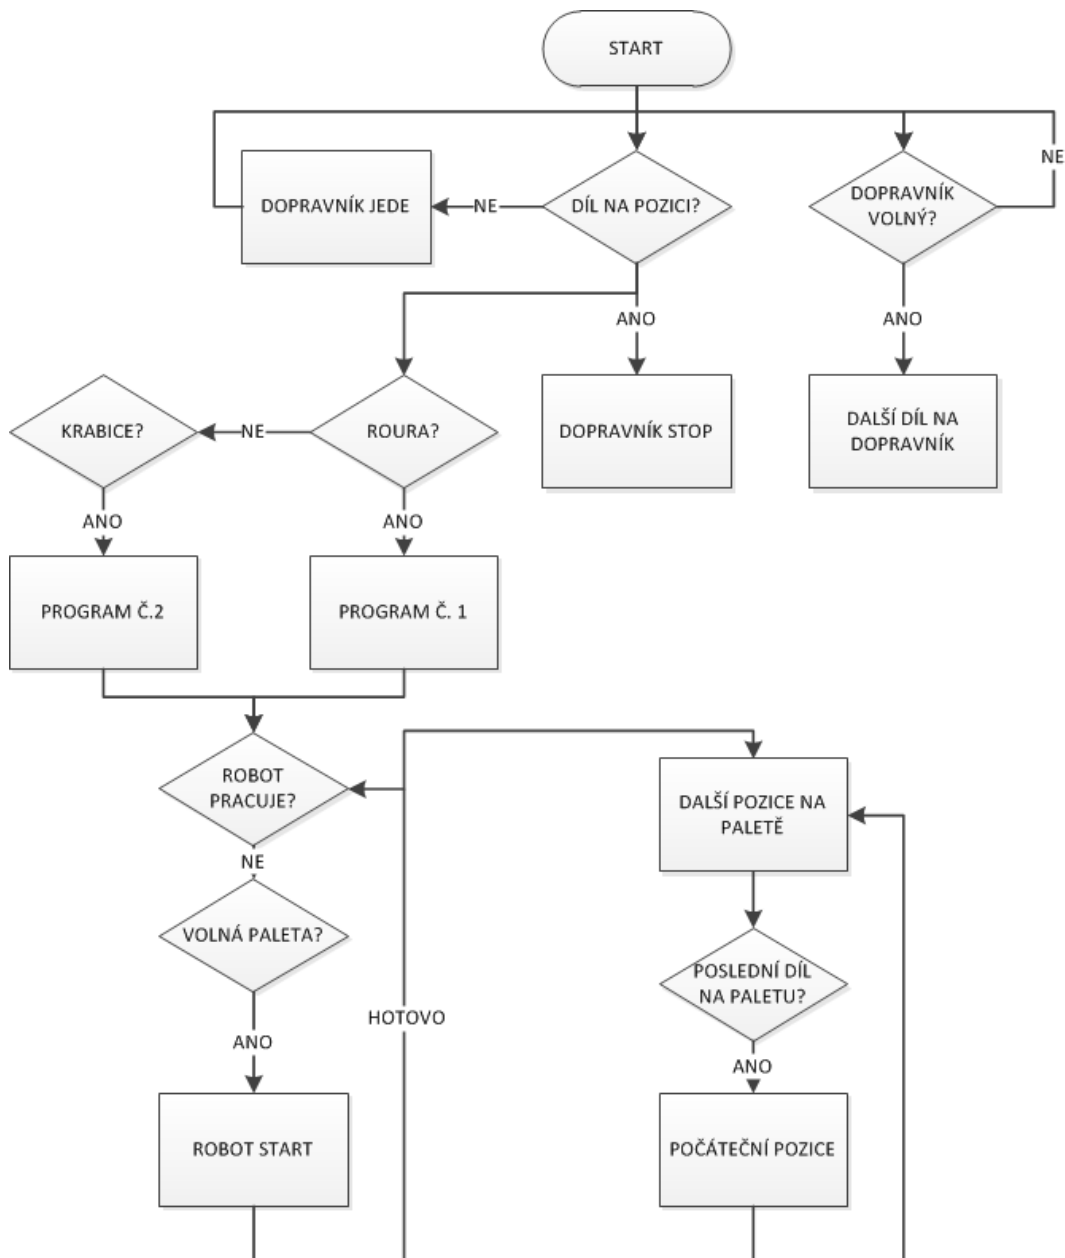 START
NE
DOPRAVNÍK JEDE
NE
DÍL NA POZICI?
DOPRAVNÍK
VOLNÝ?
ANO
ANO
KRABICE?
NE
ROURA?
DOPRAVNÍK STOP
DALŠÍ DÍL NA
DOPRAVNÍK
ANO
ANO
PROGRAM Č.2
PROGRAM Č. 1
ROBOT
PRACUJE?
DALŠÍ POZICE NA
PALETĚ
NE
VOLNÁ PALETA?
POSLEDNÍ DÍL
NA PALETU?
HOTOVO
ANO
ANO
ROBOT START
POČÁTEČNÍ POZICE